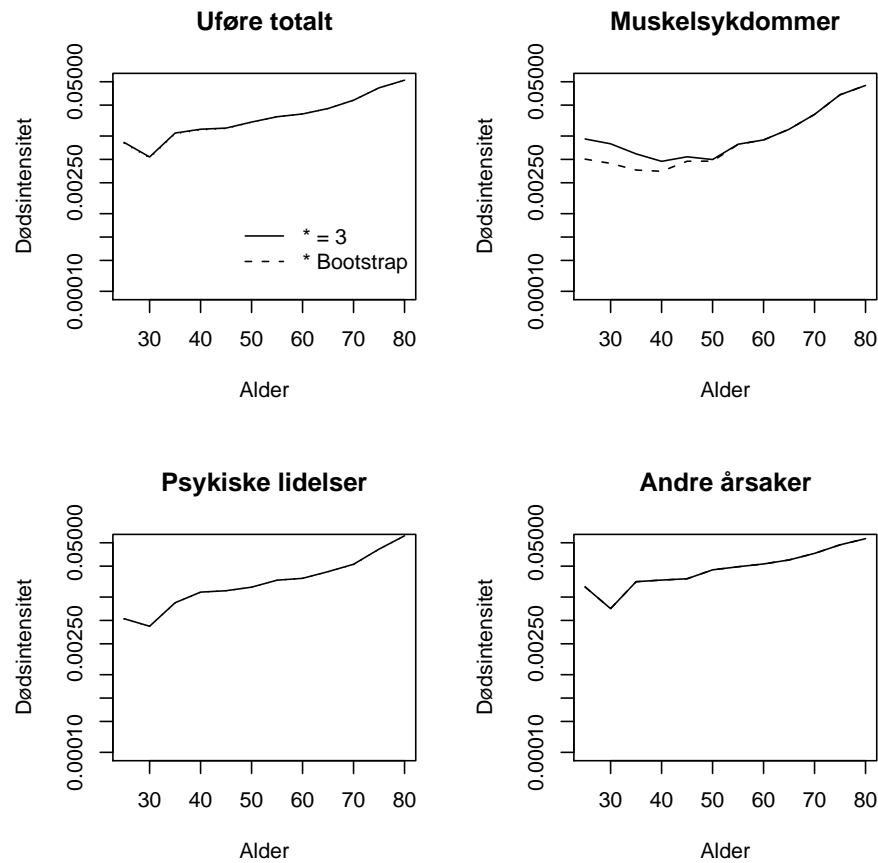 Uføre totalt
Dødsintensitet
0.05000
0.00250
0.00010
* = 3
* Bootstrap
30 40 50 60 70 80
Alder
Muskelsykdommer
Dødsintensitet
0.05000
0.00250
0.00010
30 40 50 60 70 80
Alder
Psykiske lidelser
Dødsintensitet
0.05000
0.00250
0.00010
30 40 50 60 70 80
Alder
Andre årsaker
Dødsintensitet
0.05000
0.00250
0.00010
30 40 50 60 70 80
Alder